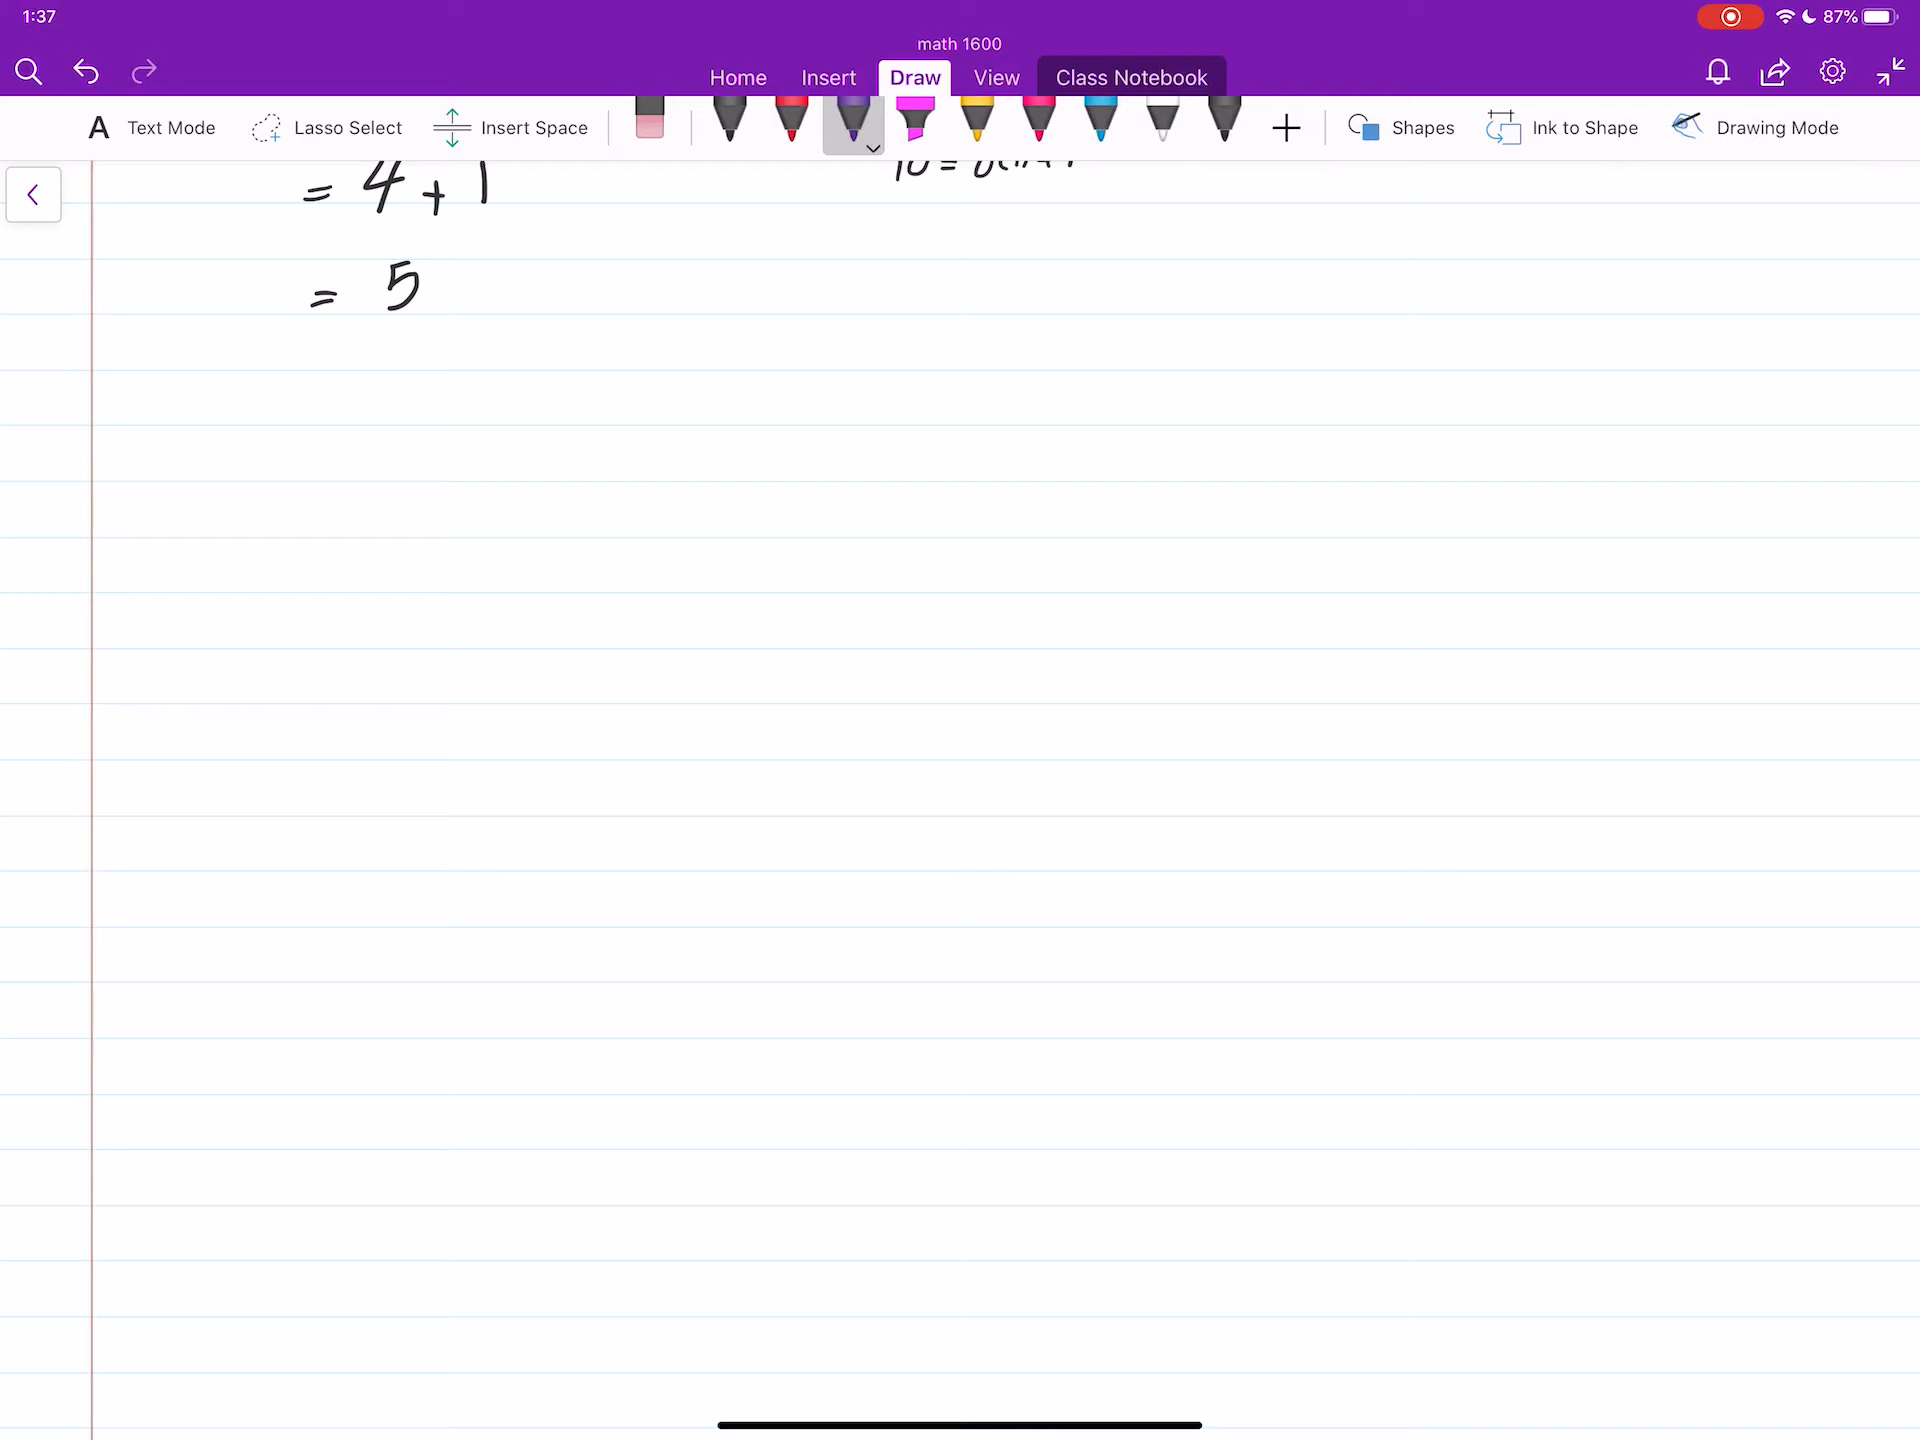 1:37
87%
math 1600
Home Insert Draw View Class Notebook
A Text Mode Lasso Select Insert Space Shapes Ink to Shape Drawing Mode
= 4 + 1
= 5